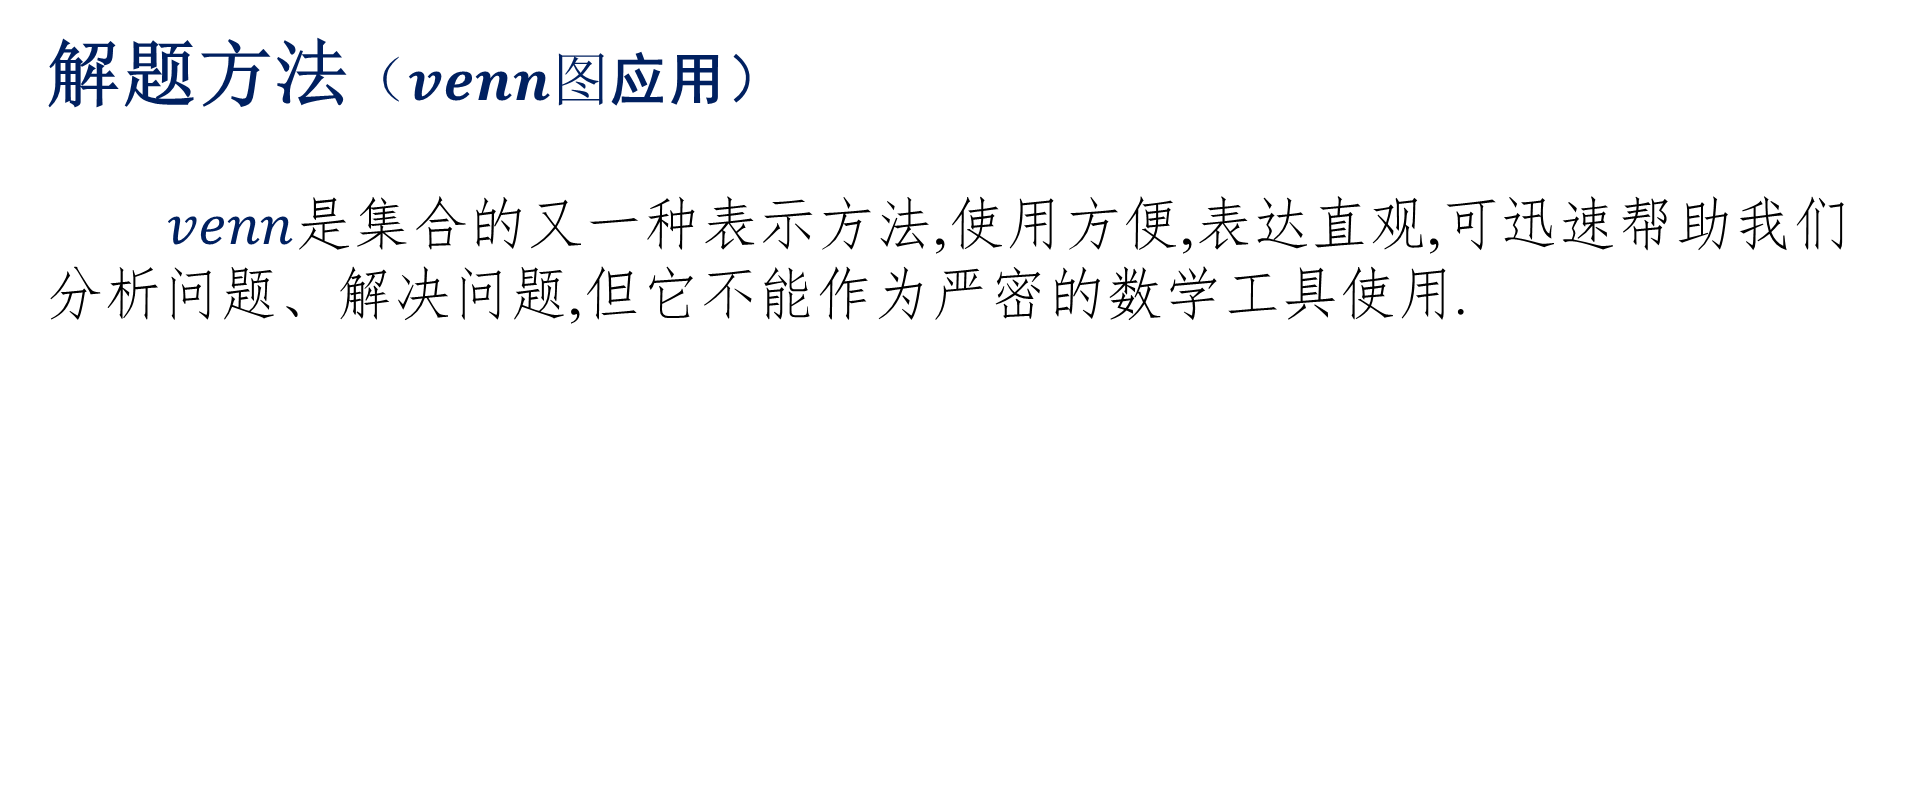 解题方法（venn图应用）
venn是集合的又一种表示方法,使用方便,表达直观,可迅速帮助我们
分析问题、解决问题,但它不能作为严密的数学工具使用.